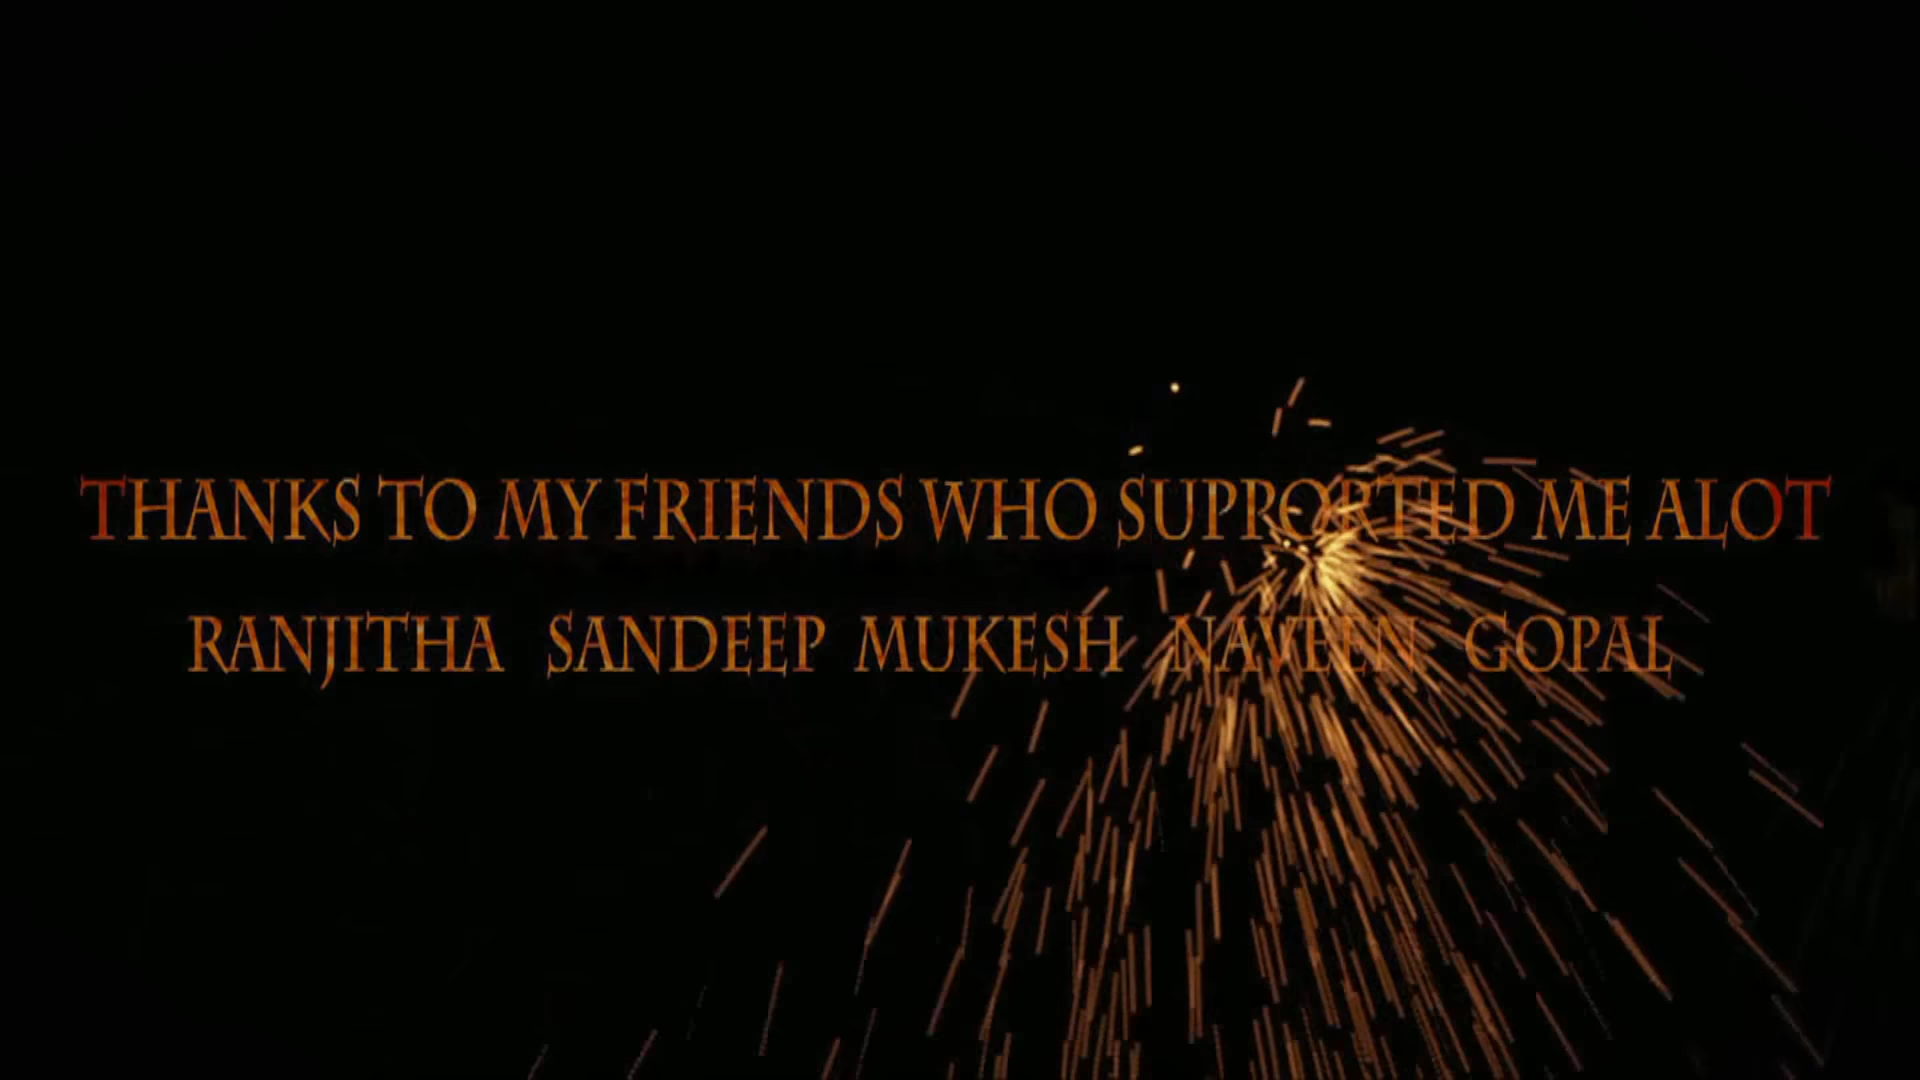 THANKS TO MY FRIENDS WHO SUPPORTED ME ALOT
RANJITHA SANDEEP MUKESH NAVEEN GOPAL